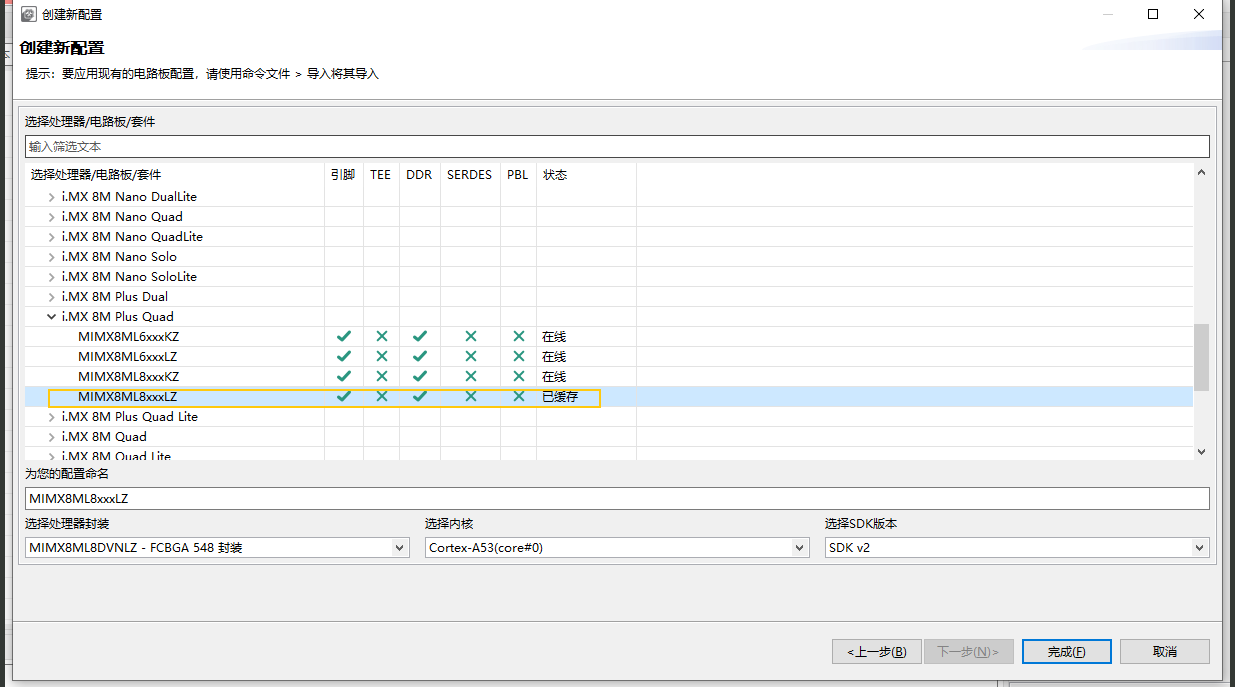 创建新配置
创建新配置
提示：要应用现有的电路板配置，请使用命令文件 > 导入将其导入
选择处理器/电路板/套件
输入筛选文本
选择处理器/电路板/套件 引脚 TEE DDR SERDES PBL 状态
i.MX 8M Nano DualLite
i.MX 8M Nano Quad
i.MX 8M Nano QuadLite
i.MX 8M Nano Solo
i.MX 8M Nano SoloLite
i.MX 8M Plus Dual
i.MX 8M Plus Quad
MIMX8ML6xxxKZ 在线
MIMX8ML6xxxLZ 在线
MIMX8ML8xxxKZ 在线
MIMX8ML8xxxLZ 已缓存
i.MX 8M Plus Quad Lite
i.MX 8M Quad
i.MX 8M Quad Lite
为您的配置命名
MIMX8ML8xxxLZ
选择处理器封装 选择内核 选择SDK版本
MIMX8ML8DVNLZ - FCBGA 548 封装 Cortex-A53(core#0) SDK v2
<上一步(B) 下一步(N)> 完成(F) 取消